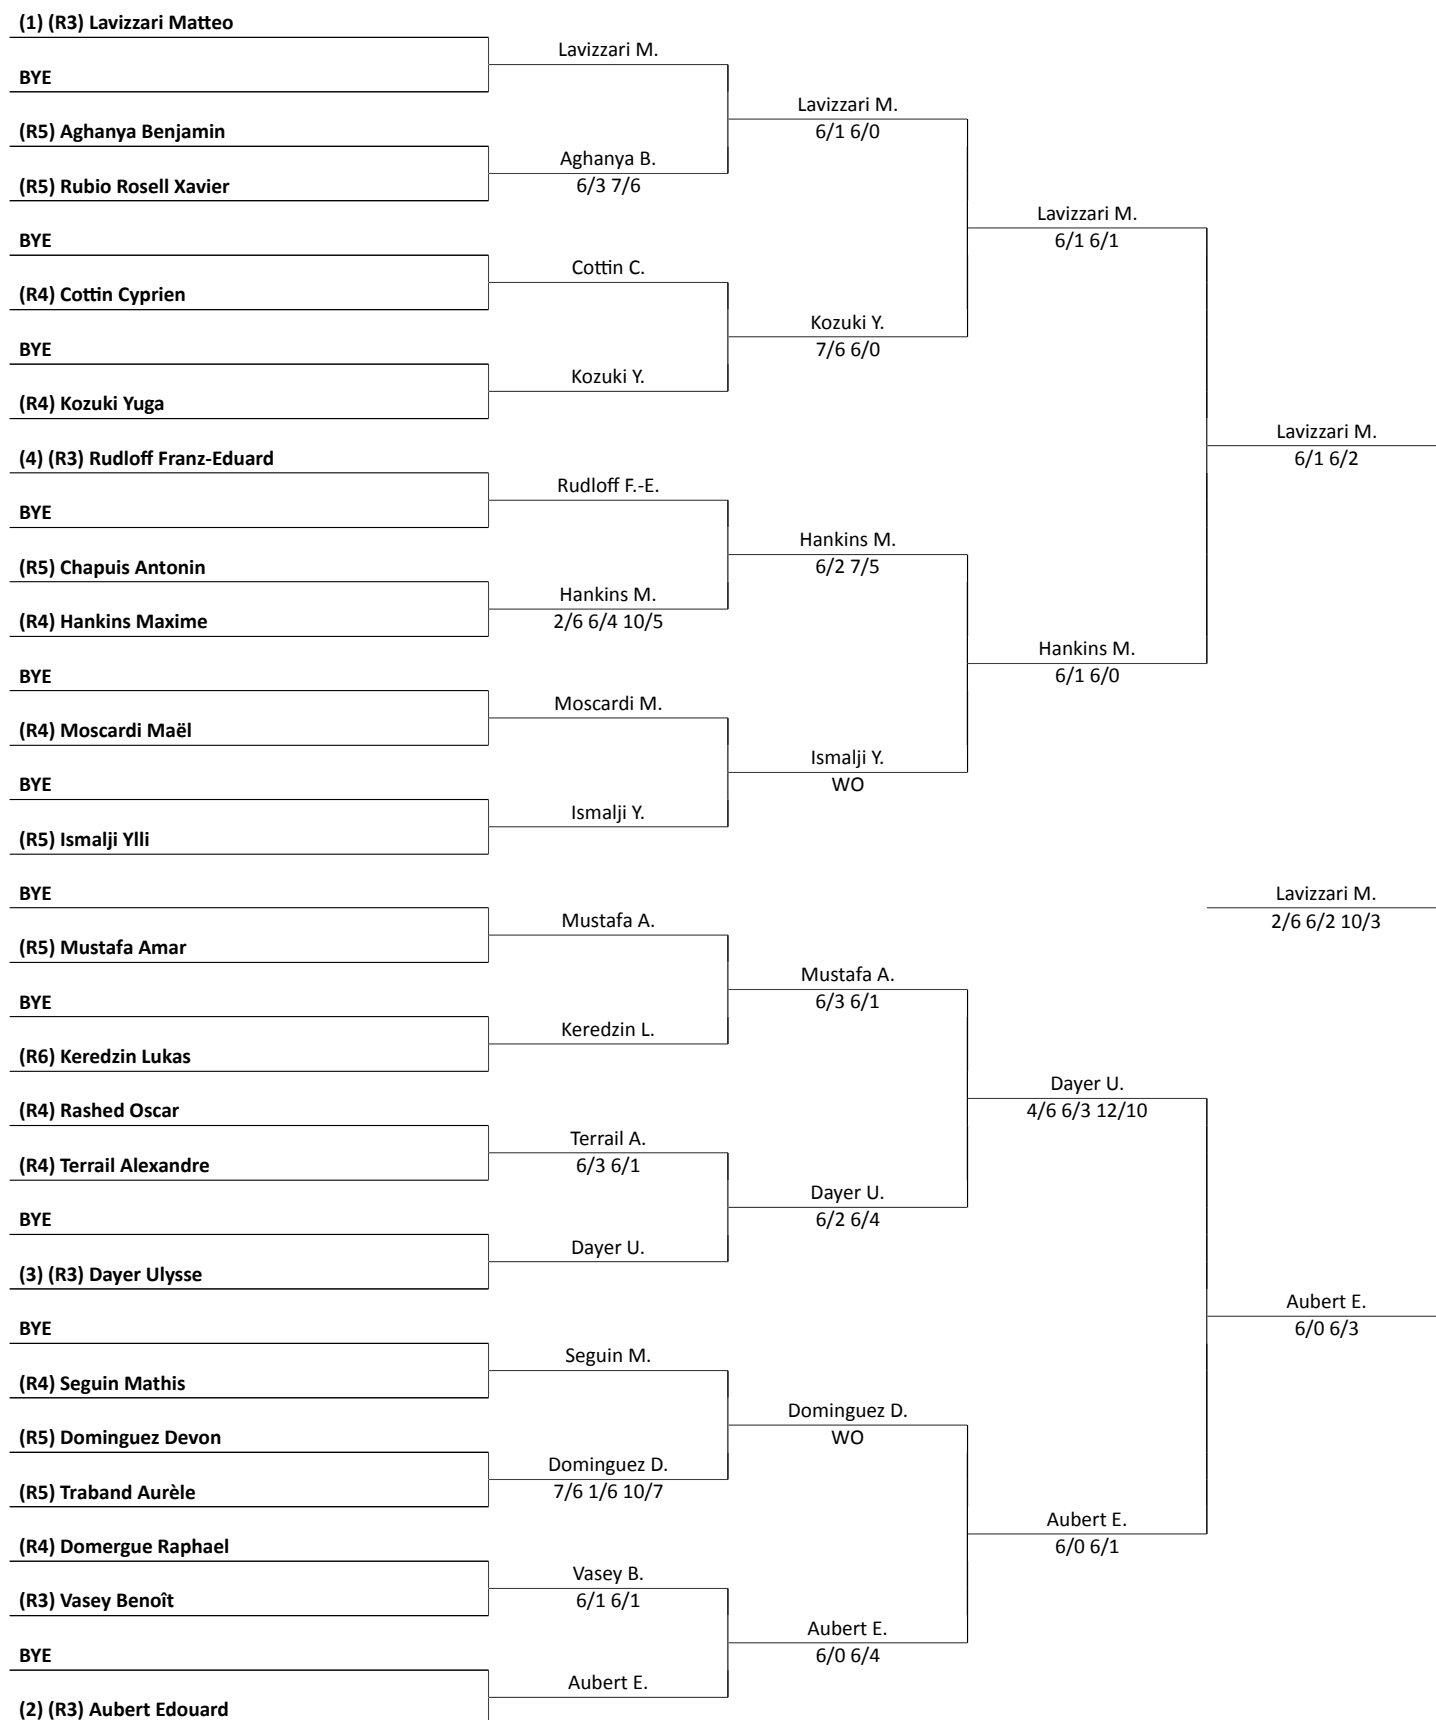 (1) (R3) Lavizzari Matteo
BYE
(R5) Aghanya Benjamin
(R5) Rubio Rosell Xavier
BYE
(R4) Cottin Cyprien
BYE
(R4) Kozuki Yuga
(4) (R3) Rudloff Franz-Eduard
BYE
(R5) Chapuis Antonin
(R4) Hankins Maxime
BYE
(R4) Moscardi Maël
BYE
(R5) Ismalji Ylli
BYE
(R5) Mustafa Amar
BYE
(R6) Keredzin Lukas
(R4) Rashed Oscar
(R4) Terrail Alexandre
BYE
(3) (R3) Dayer Ulysse
BYE
(R4) Seguin Mathis
(R5) Dominguez Devon
(R5) Traband Aurèle
(R4) Domergue Raphael
(R3) Vasey Benoît
BYE
(2) (R3) Aubert Edouard
Lavizzari M.
Aghanya B.
6/3 7/6
Cottin C.
Kozuki Y.
Rudloff F.-E.
Hankins M.
2/6 6/4 10/5
Moscardi M.
Ismalji Y.
Mustafa A.
Keredzin L.
Terrail A.
6/3 6/1
Dayer U.
Seguin M.
Dominguez D.
7/6 1/6 10/7
Vasey B.
6/1 6/1
Aubert E.
Lavizzari M.
6/1 6/0
Kozuki Y.
7/6 6/0
Hankins M.
6/2 7/5
Ismalji Y.
WO
Mustafa A.
6/3 6/1
Dayer U.
6/2 6/4
Dominguez D.
WO
Aubert E.
6/0 6/4
Lavizzari M.
6/1 6/1
Hankins M.
6/1 6/0
Dayer U.
4/6 6/3 12/10
Aubert E.
6/0 6/1
Lavizzari M.
6/1 6/2
Lavizzari M.
2/6 6/2 10/3
Aubert E.
6/0 6/3